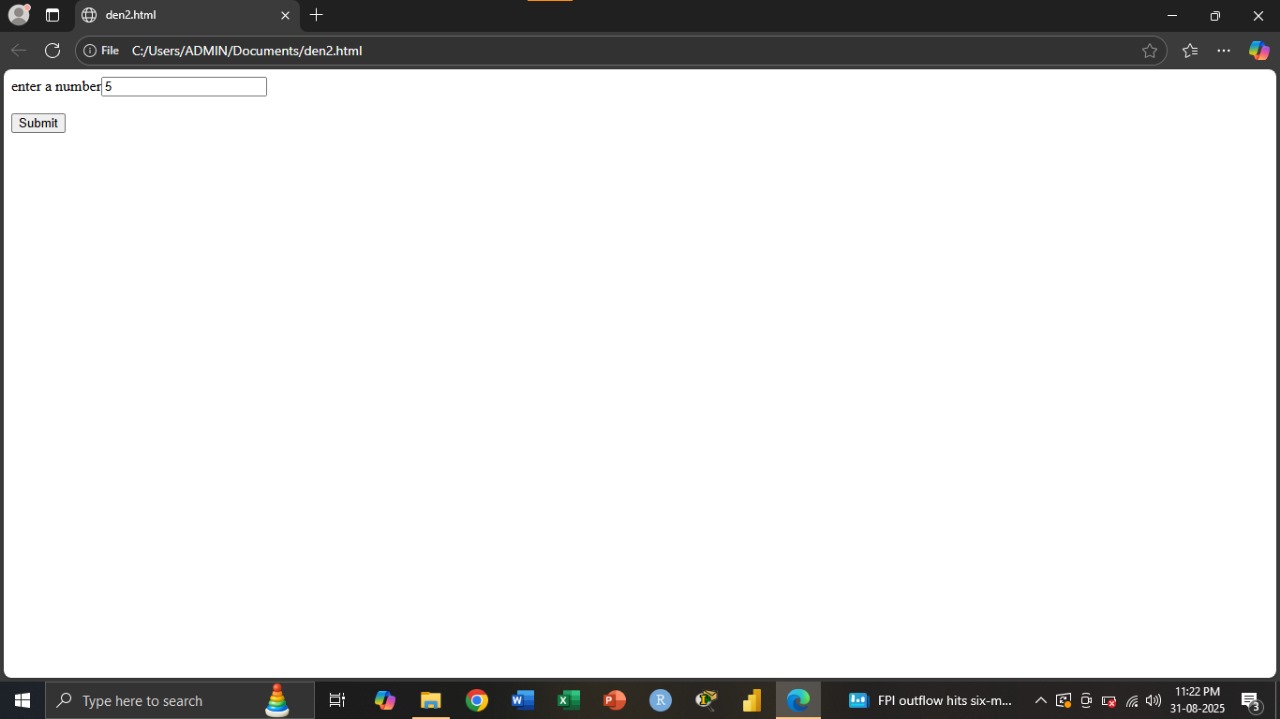 den2.html
File C:/Users/ADMIN/Documents/den2.html
enter a number 5
Submit
Type here to search
FPI outflow hits six-m...
11:22 PM
31-08-2025
3